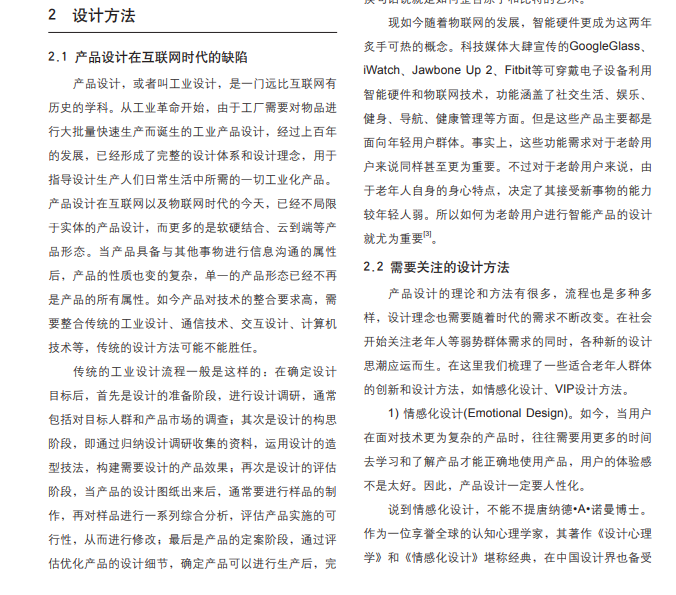 2 设计方法
2.1 产品设计在互联网时代的缺陷
产品设计，或者叫工业设计，是一门远比互联网有
历史的学科。从工业革命开始，由于工厂需要对物品进
行大批量快速生产而诞生的工业产品设计，经过上百年
的发展，已经形成了完整的设计体系和设计理念，用于
指导设计生产人们日常生活中所需的一切工业化产品。
产品设计在互联网以及物联网时代的今天，已经不局限
于实体的产品设计，而更多的是软硬结合、云到端等产
品形态。当产品具备与其他事物进行信息沟通的属性
后，产品的性质也变的复杂，单一的产品形态已经不再
是产品的所有属性。如今产品对技术的整合要求高，需
要整合传统的工业设计、通信技术、交互设计、计算机
技术等，传统的设计方法可能不能胜任。
传统的工业设计流程一般是这样的：在确定设计
目标后，首先是设计的准备阶段，进行设计调研，通常
包括对目标人群和产品市场的调查；其次是设计的构思
阶段，即通过归纳设计调研收集的资料，运用设计的造
型技法，构建需要设计的产品效果；再次是设计的评估
阶段，当产品的设计图纸出来后，通常要进行样品的制
作，再对样品进行一系列综合分析，评估产品实施的可
行性，从而进行修改；最后是产品的定案阶段，通过评
估优化产品的设计细节，确定产品可以进行生产后，完
换句话说就是如何整合原子和比特的艺术。
现如今随着物联网的发展，智能硬件更成为这两年
炙手可热的概念。科技媒体大肆宣传的GoogleGlass、
iWatch、Jawbone Up 2、Fitbit等可穿戴电子设备利用
智能硬件和物联网技术，功能涵盖了社交生活、娱乐、
健身、导航、健康管理等方面。但是这些产品主要都是
面向年轻用户群体。事实上，这些功能需求对于老龄用
户来说同样甚至更为重要。不过对于老龄用户来说，由
于老年人自身的身心特点，决定了其接受新事物的能力
较年轻人弱。所以如何为老龄用户进行智能产品的设计
就尤为重要[3]。
2.2 需要关注的设计方法
产品设计的理论和方法有很多，流程也是多种多
样，设计理念也需要随着时代的需求不断改变。在社会
开始关注老年人等弱势群体需求的同时，各种新的设计
思潮应运而生。在这里我们梳理了一些适合老年人群体
的创新和设计方法，如情感化设计、VIP设计方法。
1) 情感化设计(Emotional Design)。如今，当用户
在面对技术更为复杂的产品时，往往需要用更多的时间
去学习和了解产品才能正确地使用产品，用户的体验感
不是太好。因此，产品设计一定要人性化。
说到情感化设计，不能不提唐纳德•A•诺曼博士。
作为一位享誉全球的认知心理学家，其著作《设计心理
学》和《情感化设计》堪称经典，在中国设计界也备受